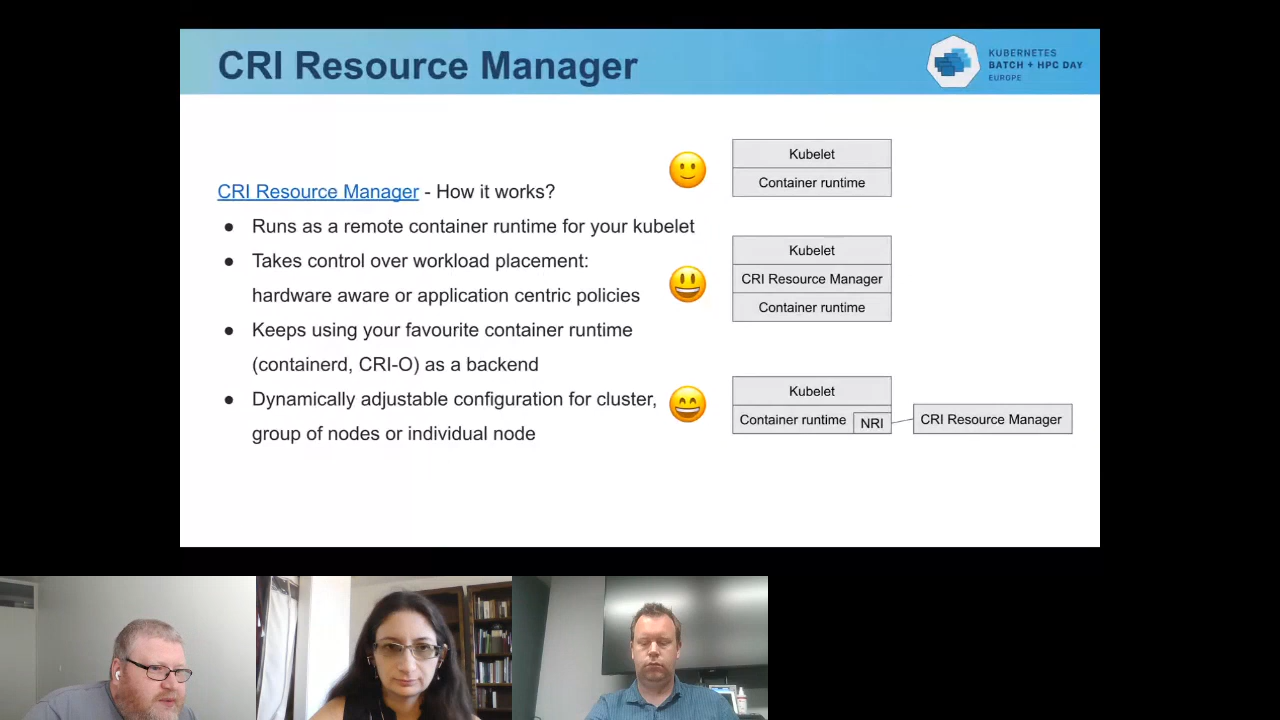 CRI Resource Manager
KUBERNETES
BATCH + HPC DAY
EUROPE
CRI Resource Manager - How it works?
● Runs as a remote container runtime for your kubelet
● Takes control over workload placement:
hardware aware or application centric policies
● Keeps using your favourite container runtime
(containerd, CRI-O) as a backend
● Dynamically adjustable configuration for cluster,
group of nodes or individual node
Kubelet
Container runtime
Kubelet
CRI Resource Manager
Container runtime
Kubelet
Container runtime
NRI
CRI Resource Manager